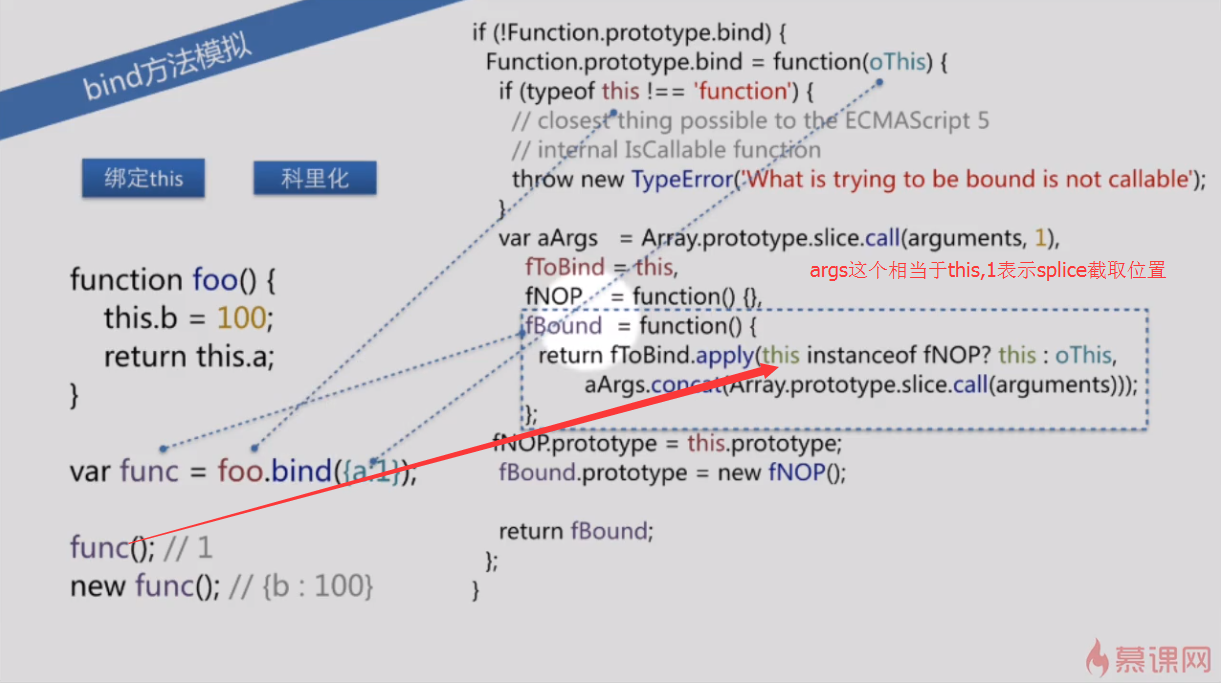 bind方法模拟
绑定this
科里化
function foo() {
this.b = 100;
return this.a;
}
var func = foo.bind({a:1});
func(); // 1
new func(); // {b : 100}
if (!Function.prototype.bind) {
Function.prototype.bind = function(oThis) {
if (typeof this !== 'function') {
// closest thing possible to the ECMAScript 5
// internal IsCallable function
throw new TypeError('What is trying to be bound is not callable');
}
var aArgs = Array.prototype.slice.call(arguments, 1),
fToBind = this,
args这个相当于this,1表示splice截取位置
fNOP = function() {},
fBound = function() {
return fToBind.apply(this instanceof fNOP? this : oThis,
aArgs.concat(Array.prototype.slice.call(arguments)));
};
fNOP.prototype = this.prototype;
fBound.prototype = new fNOP();
return fBound;
};
}
慕课网